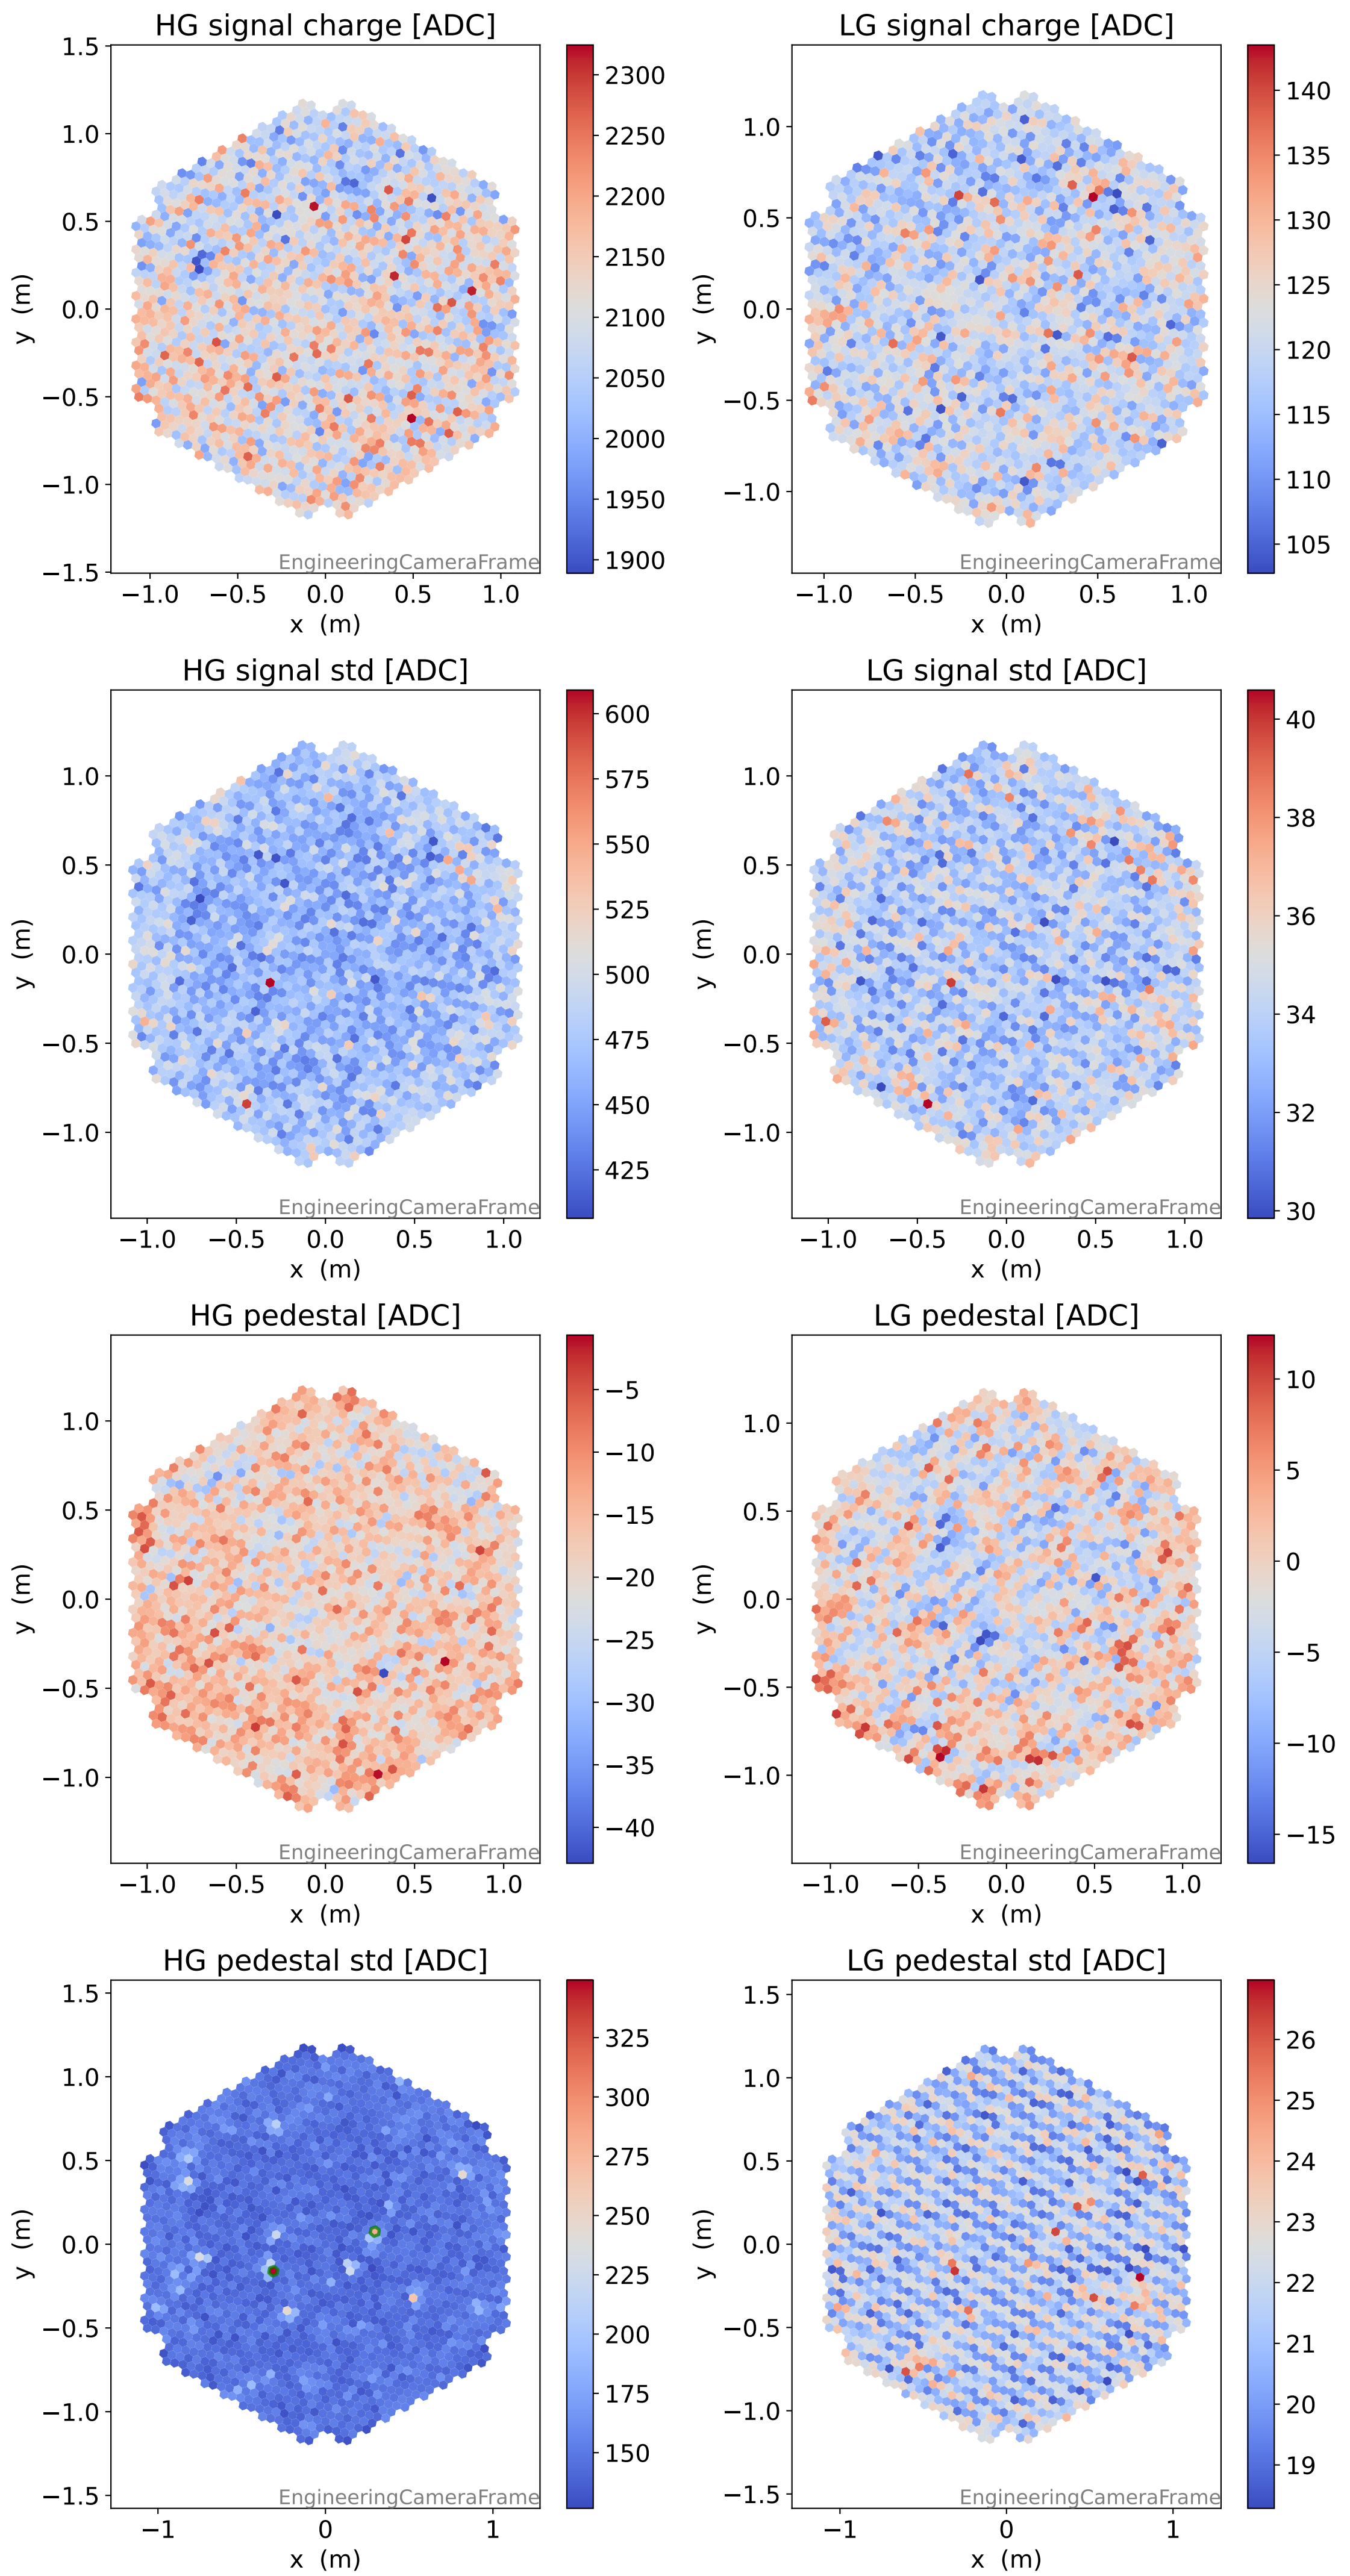 HG signal charge [ADC]
1.5
1.0
0.5
0.0
−0.5
−1.0
−1.5
y (m)
−1.0 −0.5 0.0 0.5 1.0
x (m)
EngineeringCameraFrame
2300
2250
2200
2150
2100
2050
2000
1950
1900
LG signal charge [ADC]
1.0
0.5
0.0
−0.5
−1.0
y (m)
−1.0 −0.5 0.0 0.5 1.0
x (m)
EngineeringCameraFrame
140
135
130
125
120
115
110
105
HG signal std [ADC]
1.0
0.5
0.0
−0.5
−1.0
y (m)
−1.0 −0.5 0.0 0.5 1.0
x (m)
EngineeringCameraFrame
600
575
550
525
500
475
450
425
LG signal std [ADC]
1.0
0.5
0.0
−0.5
−1.0
y (m)
−1.0 −0.5 0.0 0.5 1.0
x (m)
EngineeringCameraFrame
40
38
36
34
32
30
HG pedestal [ADC]
1.0
0.5
0.0
−0.5
−1.0
y (m)
−1.0 −0.5 0.0 0.5 1.0
x (m)
EngineeringCameraFrame
−5
−10
−15
−20
−25
−30
−35
−40
LG pedestal [ADC]
1.0
0.5
0.0
−0.5
−1.0
y (m)
−1.0 −0.5 0.0 0.5 1.0
x (m)
EngineeringCameraFrame
10
5
0
−5
−10
−15
HG pedestal std [ADC]
1.5
1.0
0.5
0.0
−0.5
−1.0
−1.5
y (m)
−1 0 1
x (m)
EngineeringCameraFrame
325
300
275
250
225
200
175
150
LG pedestal std [ADC]
1.5
1.0
0.5
0.0
−0.5
−1.0
−1.5
y (m)
−1 0 1
x (m)
EngineeringCameraFrame
26
25
24
23
22
21
20
19